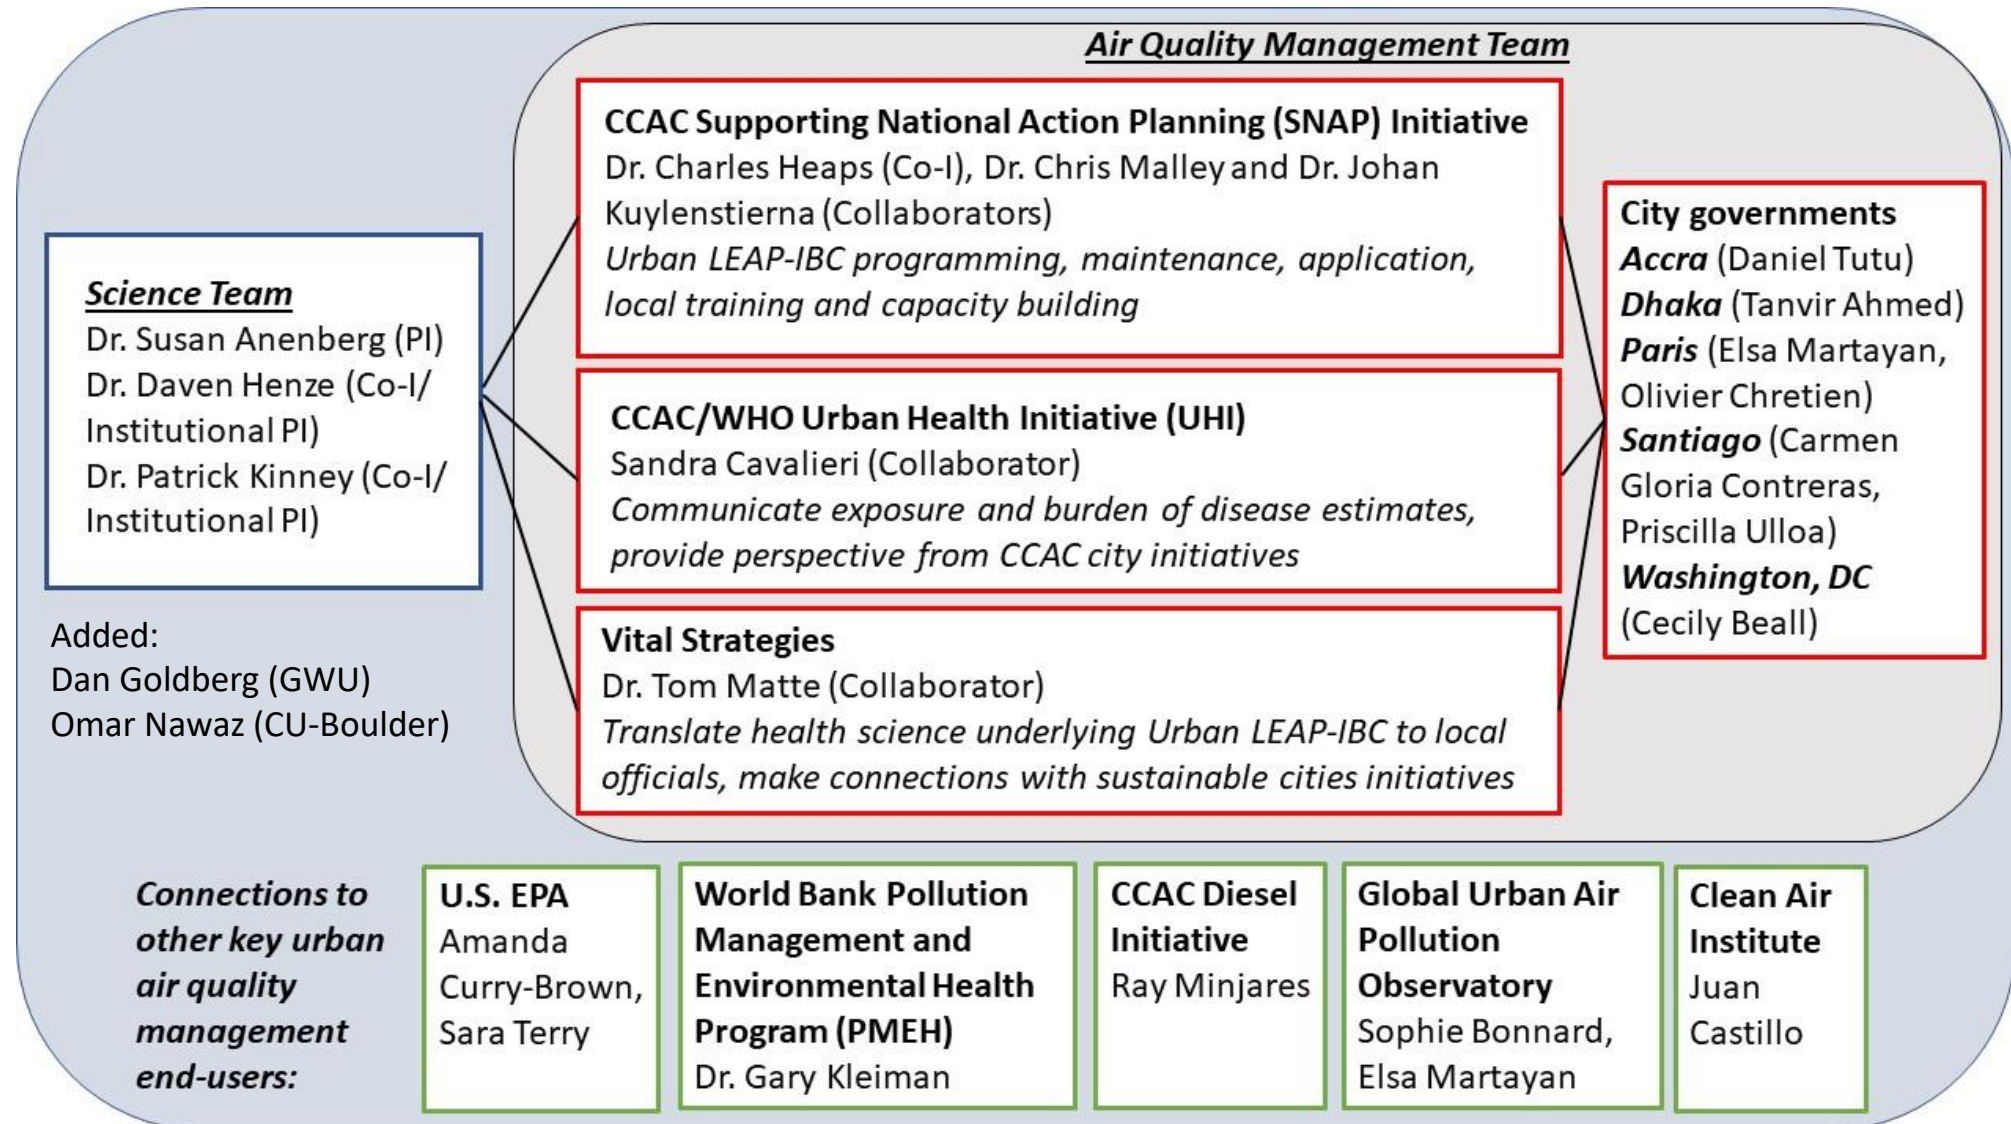 Air Quality Management Team
Science Team
Dr. Susan Anenberg (PI)
Dr. Daven Henze (Co-I/
Institutional PI)
Dr. Patrick Kinney (Co-I/
Institutional PI)
Added:
Dan Goldberg (GWU)
Omar Nawaz (CU-Boulder)
CCAC Supporting National Action Planning (SNAP) Initiative
Dr. Charles Heaps (Co-I), Dr. Chris Malley and Dr. Johan
Kuylenstierna (Collaborators)
Urban LEAP-IBC programming, maintenance, application,
local training and capacity building
CCAC/WHO Urban Health Initiative (UHI)
Sandra Cavalieri (Collaborator)
Communicate exposure and burden of disease estimates,
provide perspective from CCAC city initiatives
Vital Strategies
Dr. Tom Matte (Collaborator)
Translate health science underlying Urban LEAP-IBC to local
officials, make connections with sustainable cities initiatives
City governments
Accra (Daniel Tutu)
Dhaka (Tanvir Ahmed)
Paris (Elsa Martayan,
Olivier Chretien)
Santiago (Carmen
Gloria Contreras,
Priscilla Ulloa)
Washington, DC
(Cecily Beall)
Connections to
other key urban
air quality
management
end-users:
U.S. EPA
Amanda
Curry-Brown,
Sara Terry
World Bank Pollution
Management and
Environmental Health
Program (PMEH)
Dr. Gary Kleiman
CCAC Diesel
Initiative
Ray Minjares
Global Urban Air
Pollution
Observatory
Sophie Bonnard,
Elsa Martayan
Clean Air
Institute
Juan
Castillo